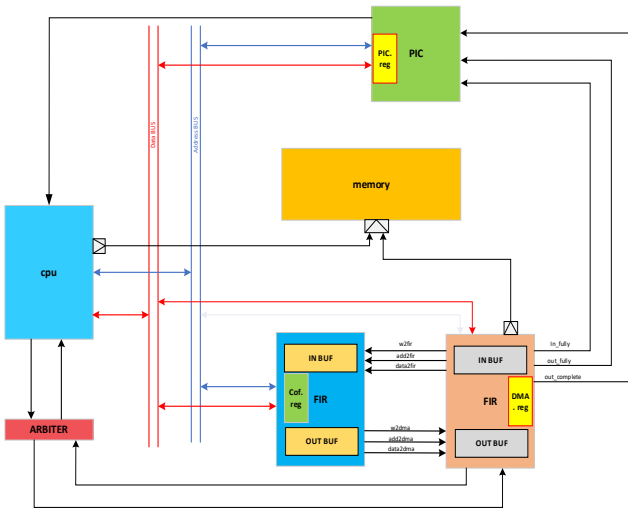 PIC.
reg
PIC
Data BUS
Address BUS
memory
cpu
w2fir
add2fir
data2fir
IN BUF
Cof.
reg
FIR
OUT BUF
w2dma
add2dma
data2dma
IN BUF
FIR
DMA
. reg
OUT BUF
In_fully
out_fully
out_complete
ARBITER